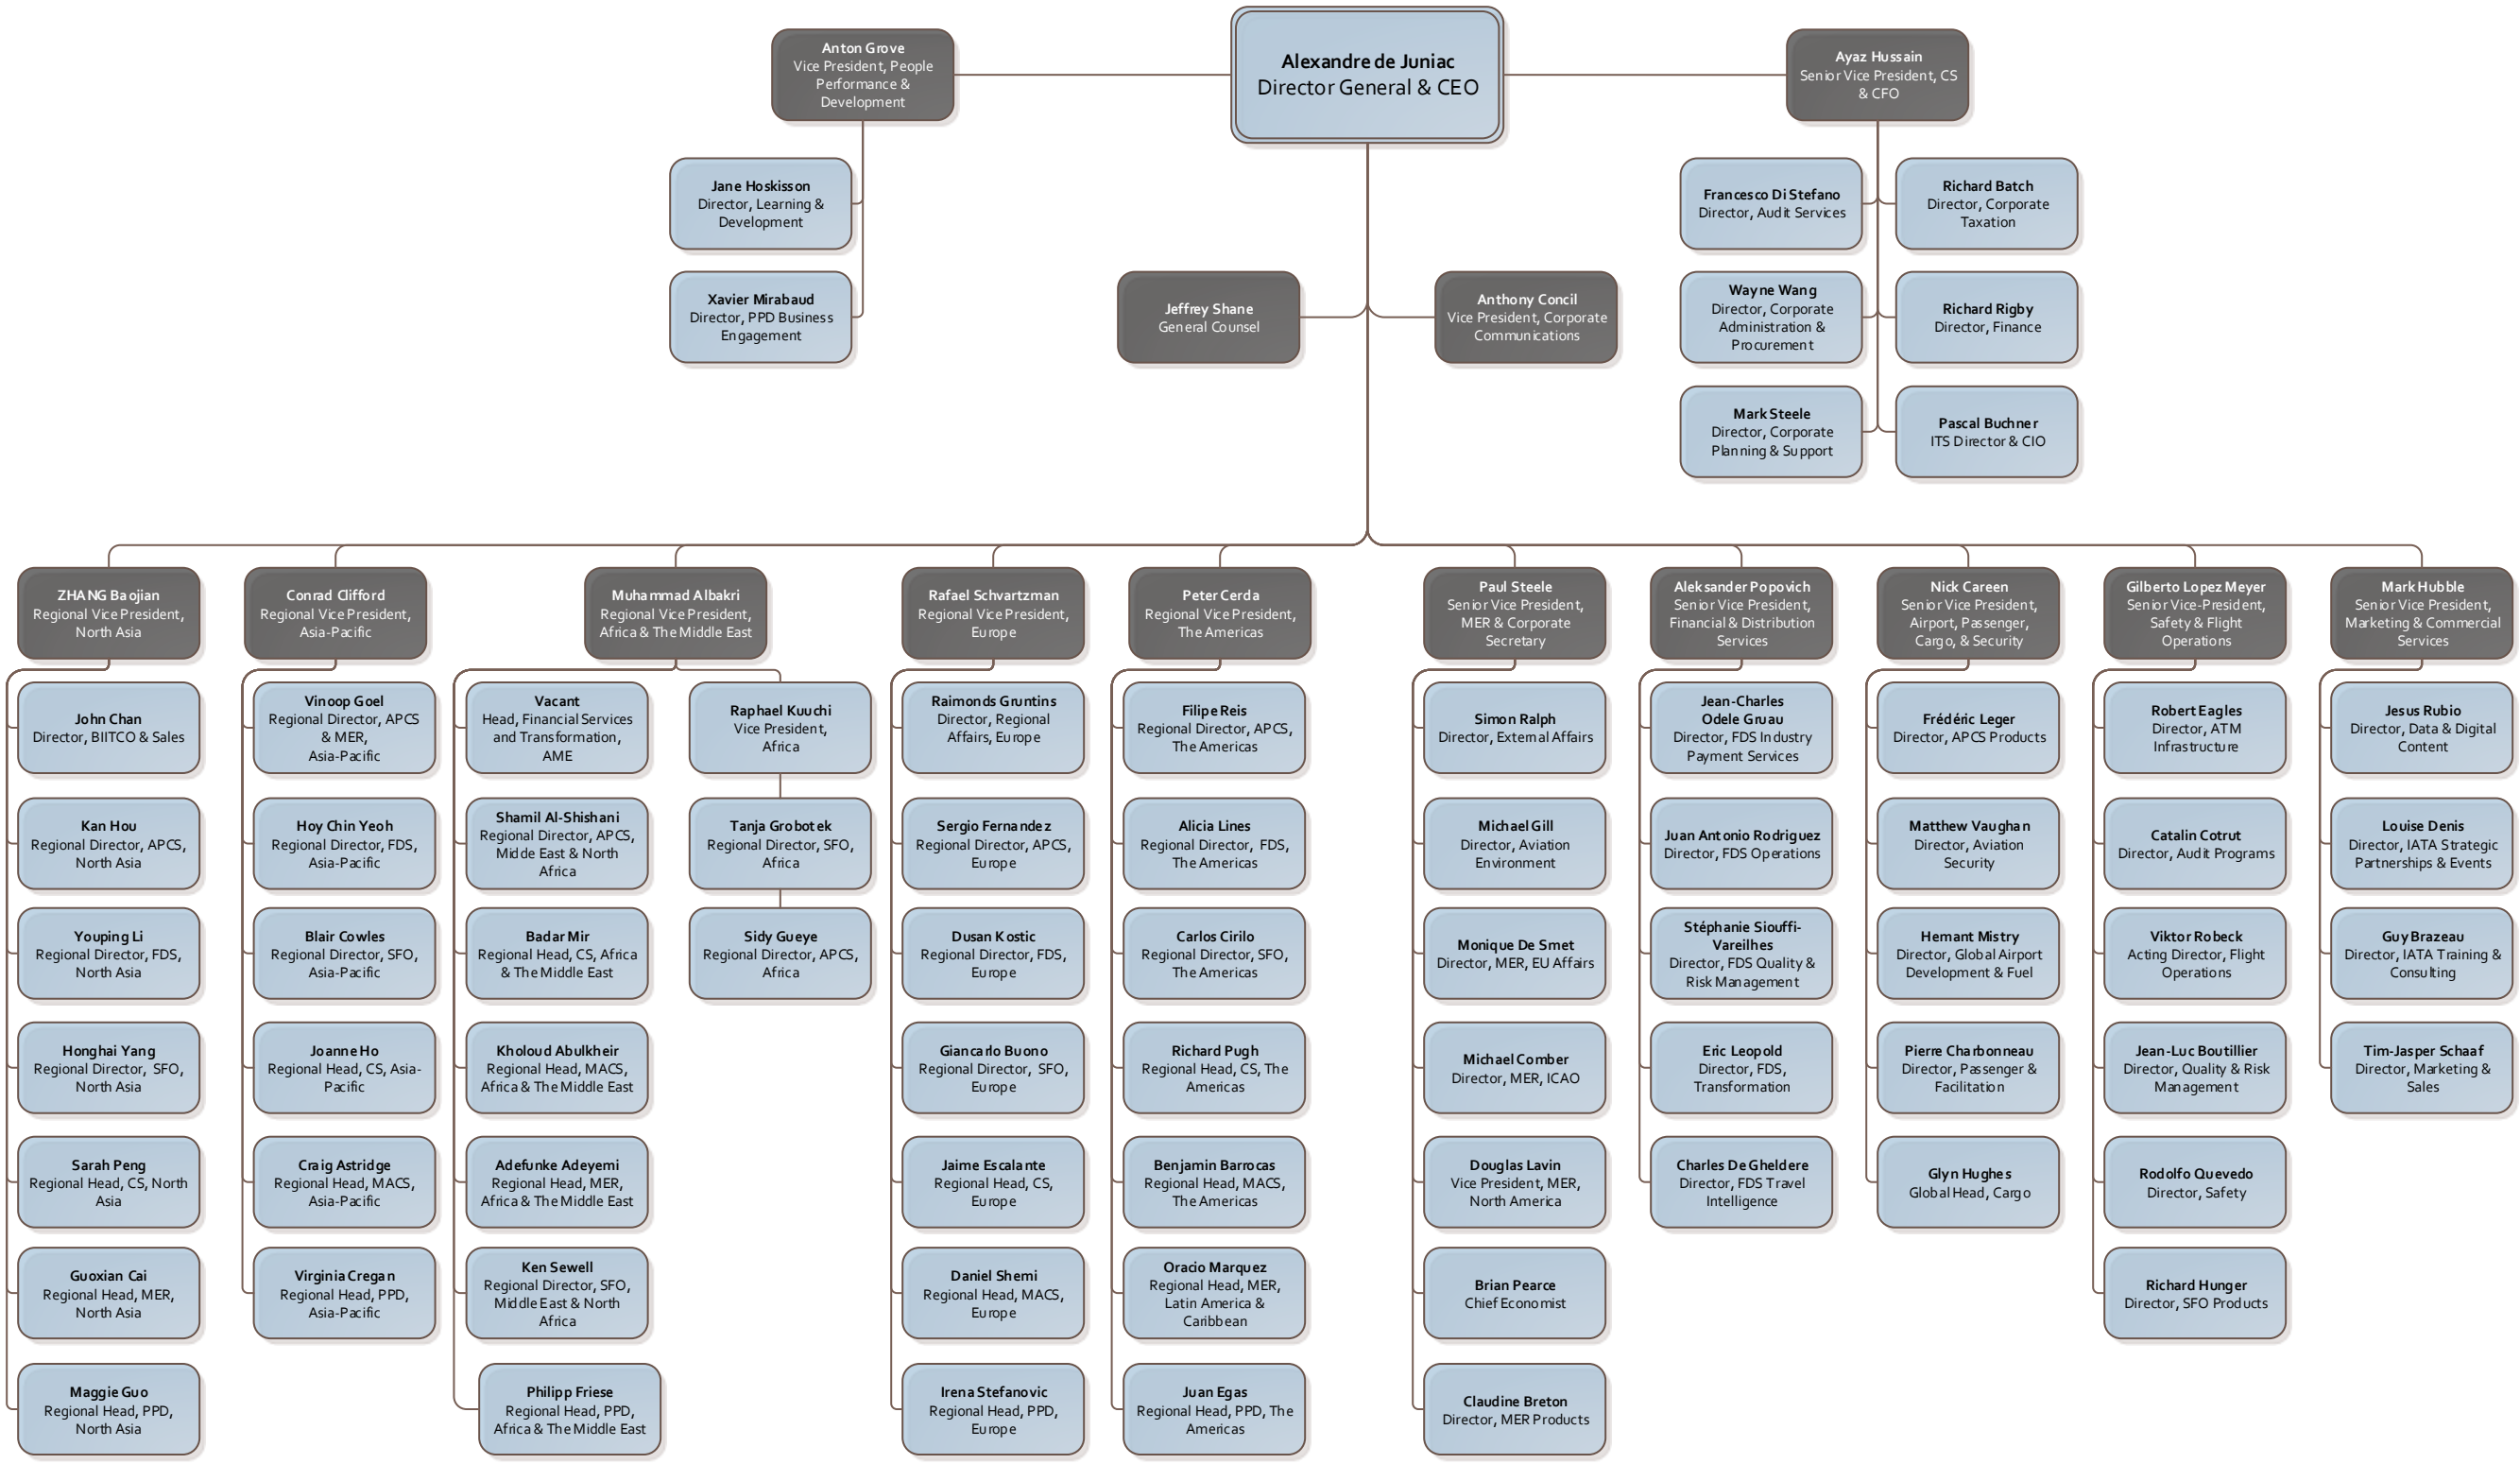 Alexandre de Juniac
Director General & CEO
Anton Grove
Vice President, People
Performance &
Development
Ayaz Hussain
Senior Vice President, CS
& CFO
Jane Hoskisson
Director, Learning &
Development
Xavier Mirabaud
Director, PPD Business
Engagement
Jeffrey Shane
General Counsel
Anthony Concil
Vice President, Corporate
Communications
Francesco Di Stefano
Director, Audit Services
Richard Batch
Director, Corporate
Taxation
Wayne Wang
Director, Corporate
Administration &
Procurement
Richard Rigby
Director, Finance
Mark Steele
Director, Corporate
Planning & Support
Pascal Buchner
ITS Director & CIO
ZHANG Baojian
Regional Vice President,
North Asia
John Chan
Director, BIITCO & Sales
Kan Hou
Regional Director, APCS,
North Asia
Youping Li
Regional Director, FDS,
North Asia
Honghai Yang
Regional Director, SFO,
North Asia
Sarah Peng
Regional Head, CS, North
Asia
Guoxian Cai
Regional Head, MER,
North Asia
Maggie Guo
Regional Head, PPD,
North Asia
Conrad Clifford
Regional Vice President,
Asia-Pacific
Vinoop Goel
Regional Director, APCS
& MER,
Asia-Pacific
Hoy Chin Yeoh
Regional Director, FDS,
Asia-Pacific
Blair Cowles
Regional Director, SFO,
Asia-Pacific
Joanne Ho
Regional Head, CS, Asia-
Pacific
Craig Astridge
Regional Head, MACS,
Asia-Pacific
Virginia Cregan
Regional Head, PPD,
Asia-Pacific
Muhammad Albakri
Regional Vice President,
Africa & The Middle East
Vacant
Head, Financial Services
and Transformation,
AME
Shamil Al-Shishani
Regional Director, APCS,
Midde East & North
Africa
Badar Mir
Regional Head, CS, Africa
& The Middle East
Kholoud Abulkheir
Regional Head, MACS,
Africa & The Middle East
Adefunke Adeyemi
Regional Head, MER,
Africa & The Middle East
Ken Sewell
Regional Director, SFO,
Middle East & North
Africa
Philipp Friese
Regional Head, PPD,
Africa & The Middle East
Raphael Kuuchi
Vice President,
Africa
Tanja Grobotek
Regional Director, SFO,
Africa
Sidy Gueye
Regional Director, APCS,
Africa
Rafael Schvartzman
Regional Vice President,
Europe
Raimonds Gruntins
Director, Regional
Affairs, Europe
Sergio Fernandez
Regional Director, APCS,
Europe
Dusan Kostic
Regional Director, FDS,
Europe
Giancarlo Buono
Regional Director, SFO,
Europe
Jaime Escalante
Regional Head, CS,
Europe
Daniel Shemi
Regional Head, MACS,
Europe
Irena Stefanovic
Regional Head, PPD,
Europe
Peter Cerda
Regional Vice President,
The Americas
Filipe Reis
Regional Director, APCS,
The Americas
Alicia Lines
Regional Director, FDS,
The Americas
Carlos Cirilo
Regional Director, SFO,
The Americas
Richard Pugh
Regional Head, CS, The
Americas
Benjamin Barrocas
Regional Head, MACS,
The Americas
Oracio Marquez
Regional Head, MER,
Latin America &
Caribbean
Juan Egas
Regional Head, PPD, The
Americas
Paul Steele
Senior Vice President,
MER & Corporate
Secretary
Simon Ralph
Director, External Affairs
Michael Gill
Director, Aviation
Environment
Monique De Smet
Director, MER, EU Affairs
Michael Comber
Director, MER, ICAO
Douglas Lavin
Vice President, MER,
North America
Brian Pearce
Chief Economist
Claudine Breton
Director, MER Products
Aleksander Popovich
Senior Vice President,
Financial & Distribution
Services
Jean-Charles
Odele Gruau
Director, FDS Industry
Payment Services
Juan Antonio Rodriguez
Director, FDS Operations
Stéphanie Siouffi-
Vareilhes
Director, FDS Quality &
Risk Management
Eric Leopold
Director, FDS,
Transformation
Charles De Gheldere
Director, FDS Travel
Intelligence
Nick Careen
Senior Vice President,
Airport, Passenger,
Cargo, & Security
Frédéric Leger
Director, APCS Products
Matthew Vaughan
Director, Aviation
Security
Hemant Mistry
Director, Global Airport
Development & Fuel
Pierre Charbonneau
Director, Passenger &
Facilitation
Glyn Hughes
Global Head, Cargo
Gilberto Lopez Meyer
Senior Vice-President,
Safety & Flight
Operations
Robert Eagles
Director, ATM
Infrastructure
Catalin Cotrut
Director, Audit Programs
Viktor Robeck
Acting Director, Flight
Operations
Jean-Luc Boutillier
Director, Quality & Risk
Management
Rodolfo Quevedo
Director, Safety
Richard Hunger
Director, SFO Products
Mark Hubble
Senior Vice President,
Marketing & Commercial
Services
Jesus Rubio
Director, Data & Digital
Content
Louise Denis
Director, IATA Strategic
Partnerships & Events
Guy Brazeau
Director, IATA Training &
Consulting
Tim-Jasper Schaaf
Director, Marketing &
Sales